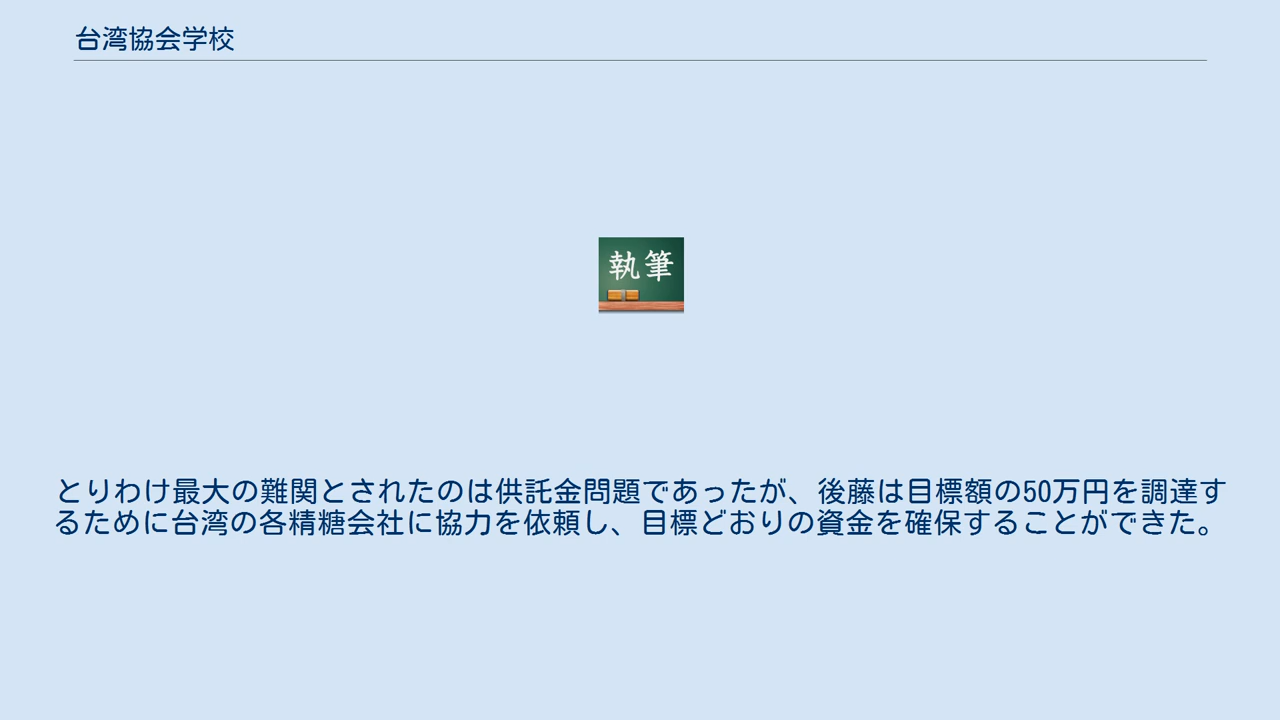 台湾協会学校
執筆
とりわけ最大の難関とされたのは供託金問題であったが、後藤は目標額の50万円を調達す
るために台湾の各精糖会社に協力を依頼し、目標どおりの資金を確保することができた。